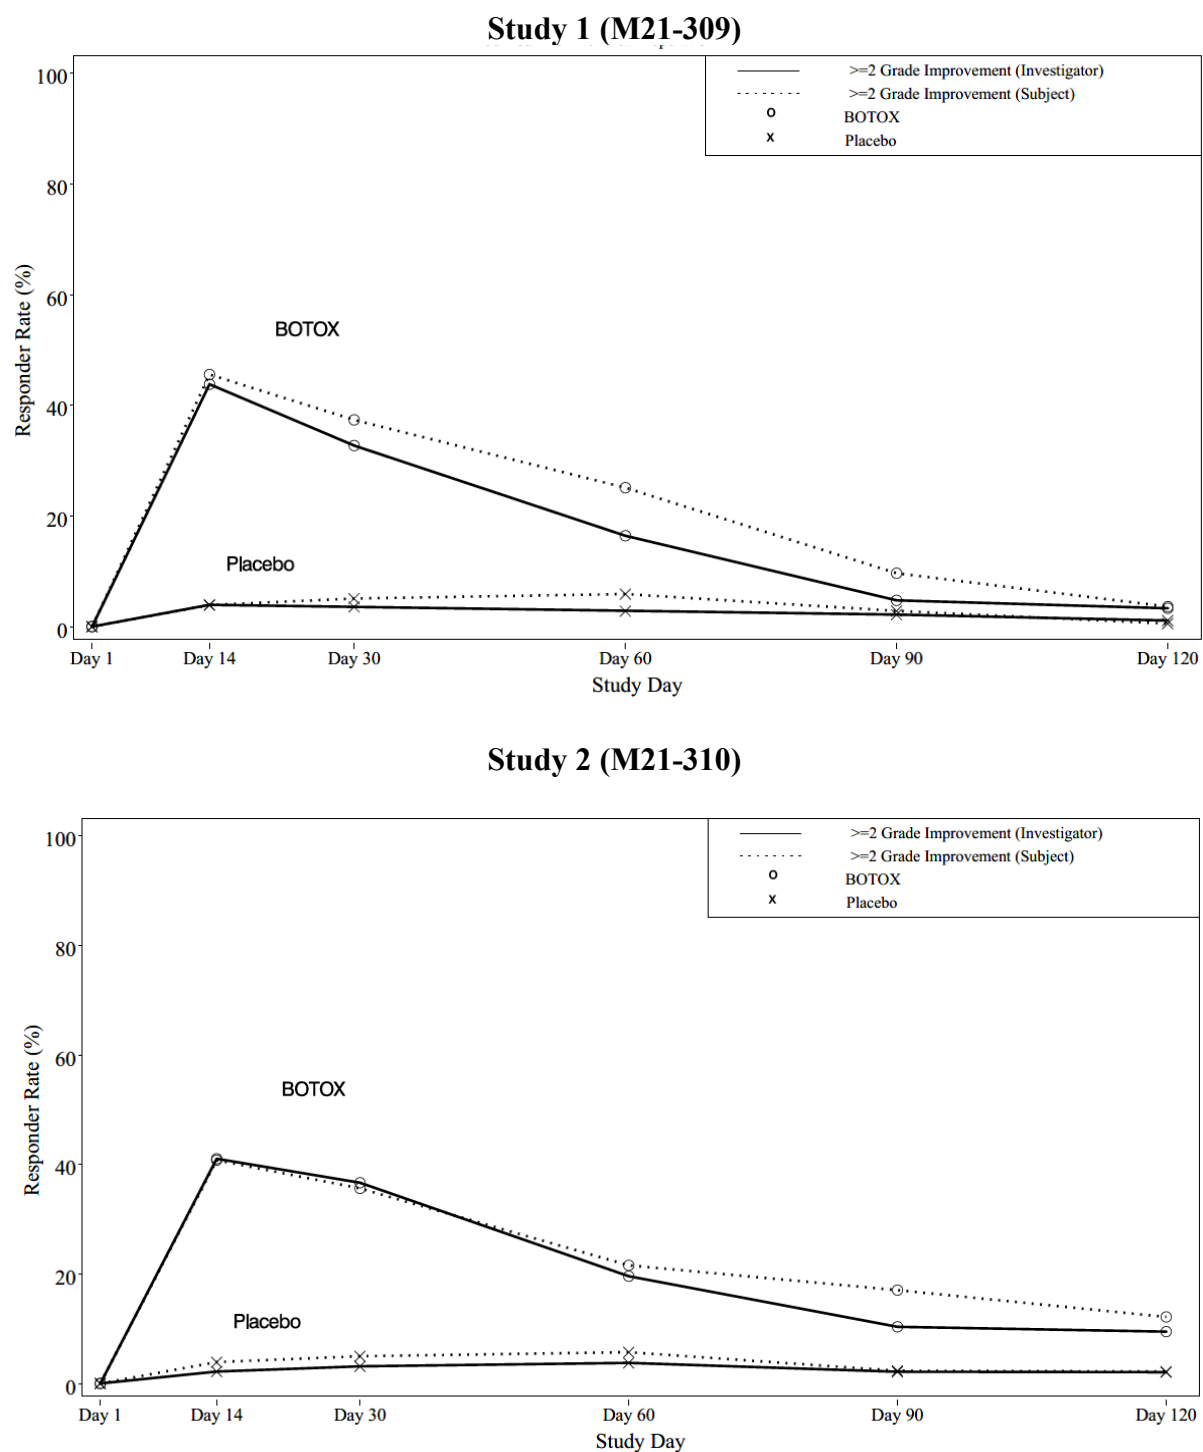 Study 1 (M21-309)
>=2 Grade Improvement (Investigator)
>=2 Grade Improvement (Subject)
BOTOX
Placebo
100
80
60
40
20
0
Responder Rate (%)
BOTOX
Placebo
Day 1 Day 14 Day 30 Day 60 Day 90 Day 120
Study Day
Study 2 (M21-310)
>=2 Grade Improvement (Investigator)
>=2 Grade Improvement (Subject)
BOTOX
Placebo
100
80
60
40
20
0
Responder Rate (%)
BOTOX
Placebo
Day 1 Day 14 Day 30 Day 60 Day 90 Day 120
Study Day